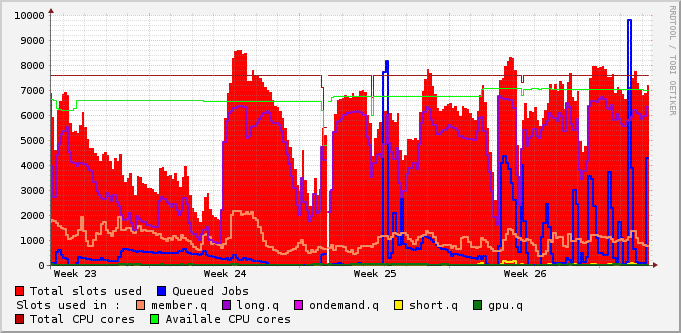 10000
9000
8000
7000
6000
5000
4000
3000
2000
1000
0
Week 23 Week 24 Week 25 Week 26
RRDTOOL / TOBI OETIKER
Total slots used Queued Jobs
Slots used in : member.q long.q ondemand.q short.q gpu.q
Total CPU cores Availale CPU cores